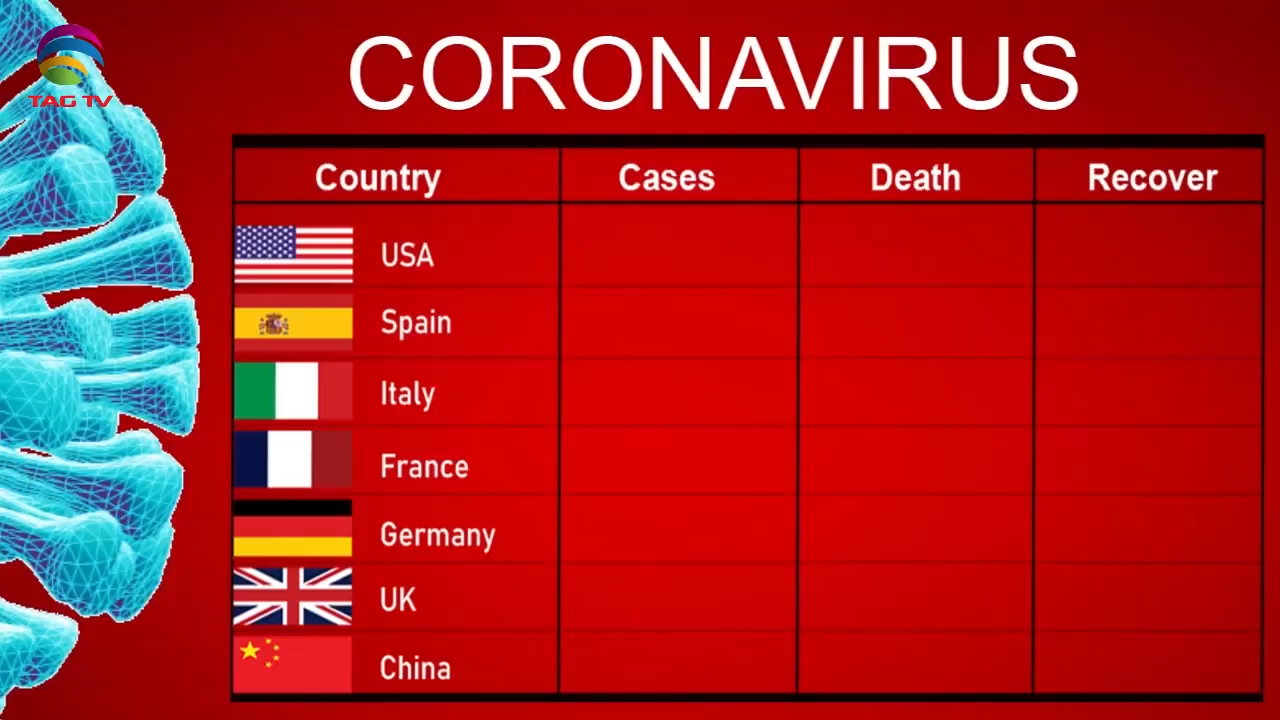 TAG TV
CORONAVIRUS
Country Cases Death Recover
USA
Spain
Italy
France
Germany
UK
China